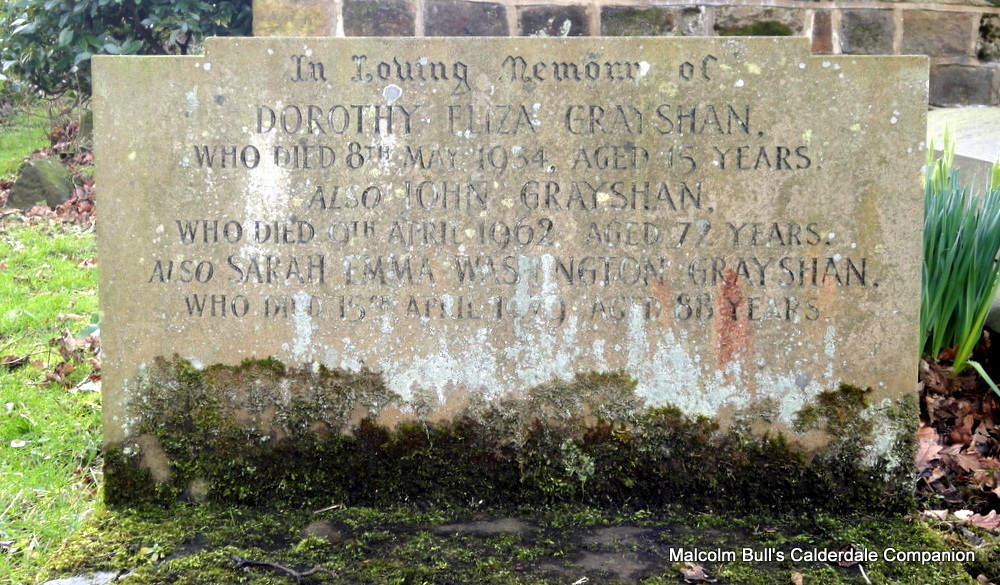 In Loving Memory of
DOROTHY ELIZA GRAYSHAN,
WHO DIED 8TH MAY 1934, AGED 15 YEARS.
ALSO JOHN GRAYSHAN,
WHO DIED 9TH APRIL 1962, AGED 72 YEARS.
ALSO SARAH EMMA WASHINGTON GRAYSHAN,
WHO DIED 15TH APRIL AGED 88 YEARS.
Malcolm Bull's Calderdale Companion